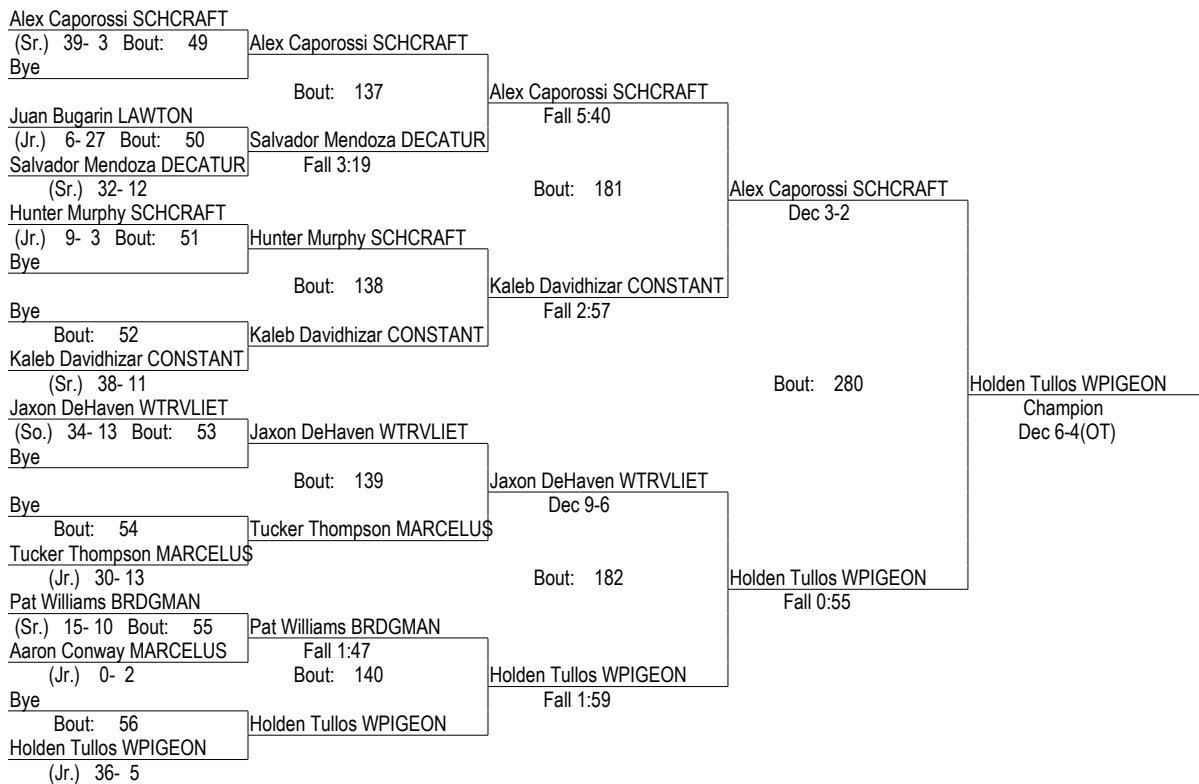 Alex Caporossi SCHCRAFT
(Sr.) 39- 3 Bout: 49
Bye
Alex Caporossi SCHCRAFT
Bout: 137
Juan Bugarin LAWTON
(Jr.) 6- 27 Bout: 50
Salvador Mendoza DECATUR
(Sr.) 32- 12
Salvador Mendoza DECATUR
Fall 3:19
Alex Caporossi SCHCRAFT
Fall 5:40
Bout: 181
Hunter Murphy SCHCRAFT
(Jr.) 9- 3 Bout: 51
Bye
Hunter Murphy SCHCRAFT
Bout: 138
Bye
Bout: 52
Kaleb Davidhizar CONSTANT
(Sr.) 38- 11
Kaleb Davidhizar CONSTANT
Kaleb Davidhizar CONSTANT
Fall 2:57
Alex Caporossi SCHCRAFT
Dec 3-2
Bout: 280
Jaxon DeHaven WTRVLIET
(So.) 34- 13 Bout: 53
Bye
Jaxon DeHaven WTRVLIET
Bout: 139
Bye
Bout: 54
Tucker Thompson MARCELUS
(Jr.) 30- 13
Tucker Thompson MARCELUS
Jaxon DeHaven WTRVLIET
Dec 9-6
Bout: 182
Pat Williams BRDGMAN
(Sr.) 15- 10 Bout: 55
Aaron Conway MARCELUS
(Jr.) 0- 2
Pat Williams BRDGMAN
Fall 1:47
Bout: 140
Bye
Bout: 56
Holden Tullos WPIGEON
(Jr.) 36- 5
Holden Tullos WPIGEON
Holden Tullos WPIGEON
Fall 1:59
Holden Tullos WPIGEON
Fall 0:55
Holden Tullos WPIGEON
Champion
Dec 6-4(OT)